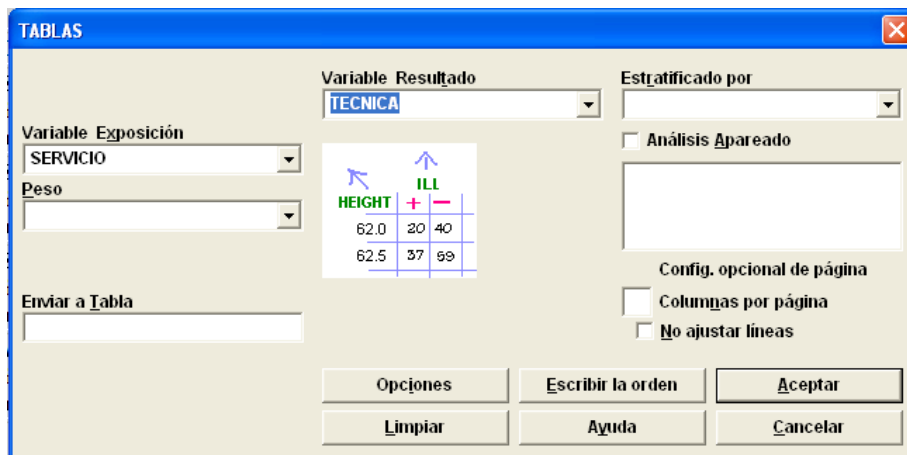 TABLAS
Variable Resultado
TECNICA
Estratificado por
Variable Exposición
SERVICIO
Análisis Apareado
Peso
ILL
HEIGHT + −
62.0 20 40
62.5 37 59
Config. opcional de página
Enviar a Tabla
Columnas por página
No ajustar líneas
Opciones
Escribir la orden
Aceptar
Limpiar
Ayuda
Cancelar